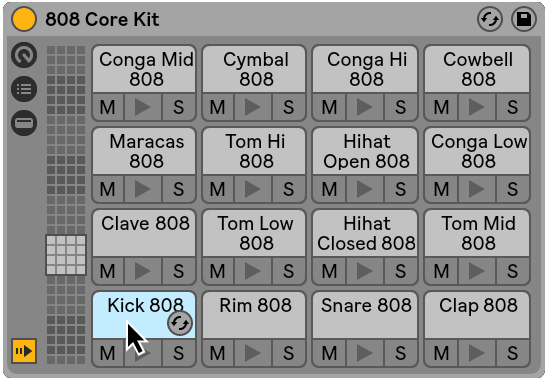 808 Core Kit
Conga Mid
808
Cymbal
808
Conga Hi
808
Cowbell
808
M
S
M
S
M
S
M
S
Maracas
808
Tom Hi
808
Hihat
Open 808
Conga Low
808
M
S
M
S
M
S
M
S
Clave 808
Tom Low
808
Hihat
Closed 808
Tom Mid
808
M
S
M
S
M
S
M
S
Kick 808
Rim 808
Snare 808
Clap 808
M
S
M
S
M
S
M
S